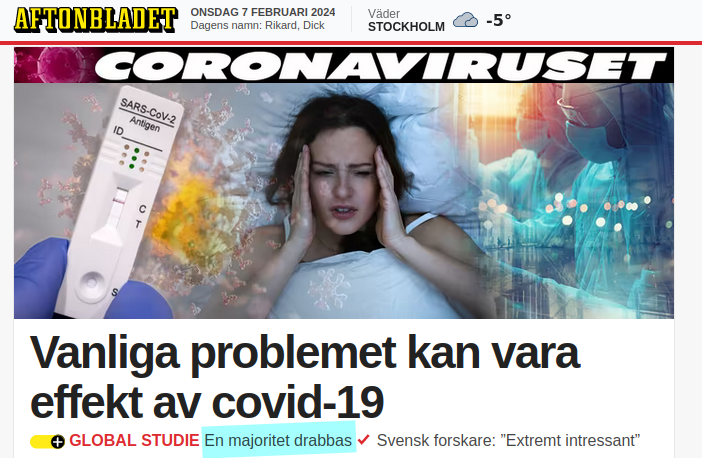 AFTONBLADET
ONSDAG 7 FEBRUARI 2024
Dagens namn: Rikard, Dick
Väder
STOCKHOLM
-5°
CORONAVIRUSET
SARS-CoV-2
Antigen
ID
C
T
S
Vanliga problemet kan vara
effekt av covid-19
+ GLOBAL STUDIE En majoritet drabbas ✓ Svensk forskare: ”Extremt intressant”